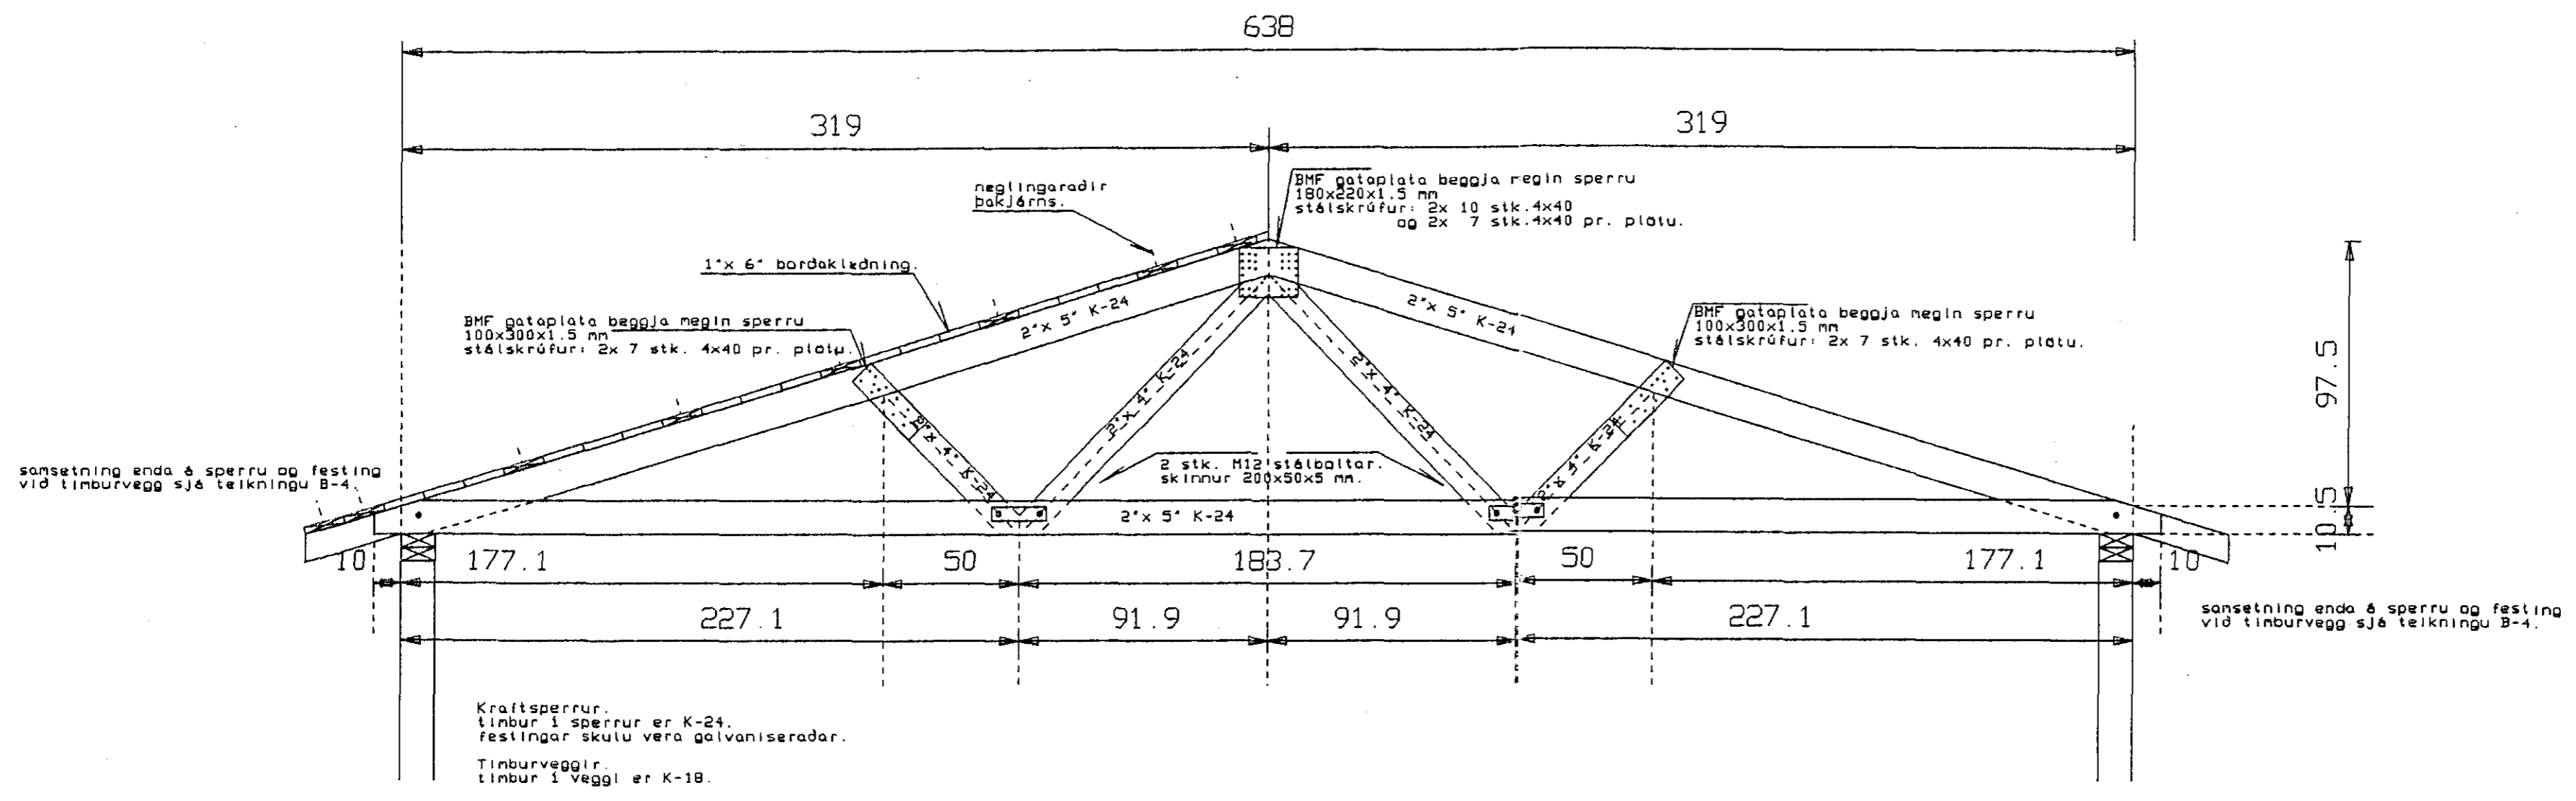 638
319
319
neglingaradir
þakjárns.
BMF gataplata beggja megin sperru
180x220x1.5 mm
stálskrúfur: 2x 10 stk.4x40
og 2x 7 stk.4x40 pr. plötu.
1"x 6" bordaklædning.
BMF gataplata beggja megin sperru
100x300x1.5 mm
stálskrúfur: 2x 7 stk. 4x40 pr. plötu.
2"x 5" K-24
2"x 5" K-24
BMF gataplata beggja megin sperru
100x300x1.5 mm
stálskrúfur: 2x 7 stk. 4x40 pr. plötu.
97.5
2"x 4" K-24
2"x 4" K-24
2"x 4" K-24
2"x 4" K-24
samsetning enda á sperru og festing
vid timburvegg sjá teikningu B-4.
2 stk. M12 stálboltar.
skinnur 200x50x5 mm.
2"x 5" K-24
10.5
10
177.1
50
183.7
50
177.1
10
227.1
91.9
91.9
227.1
samsetning enda á sperru og festing
vid timburvegg sjá teikningu B-4.
Kraftsperrur.
timbur í sperrur er K-24.
festingar skulu vera galvaniseradar.
Timburveggir.
timbur í veggi er K-18.